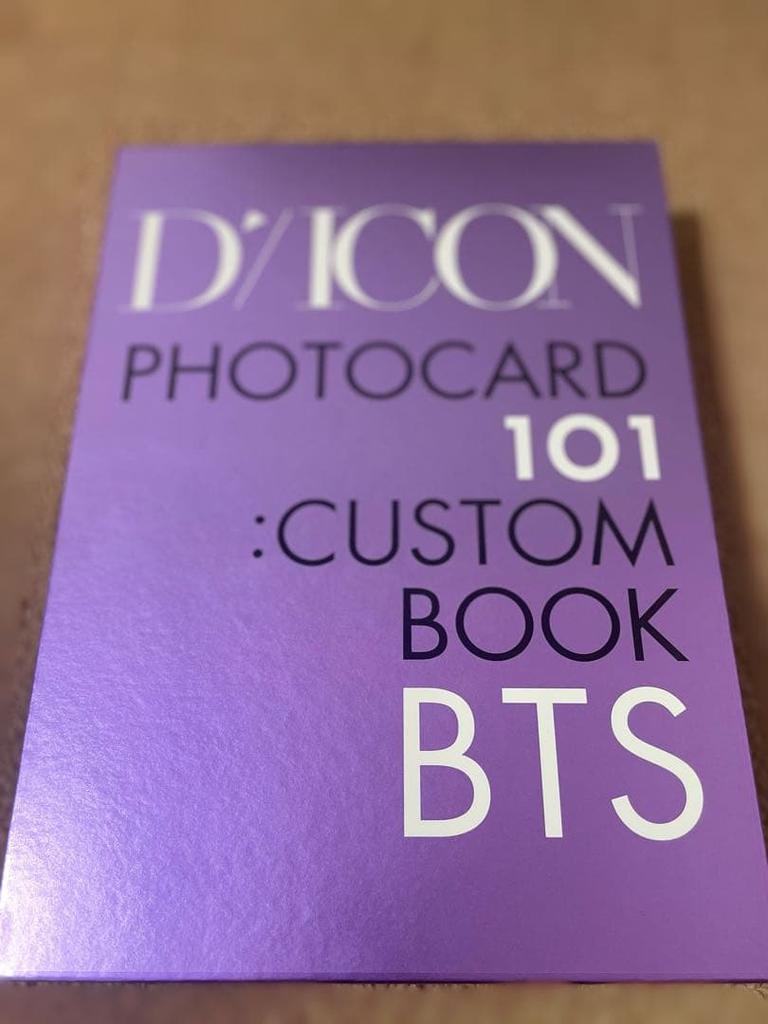 D'/ICON
PHOTOCARD
101
:CUSTOM
BOOK
BTS